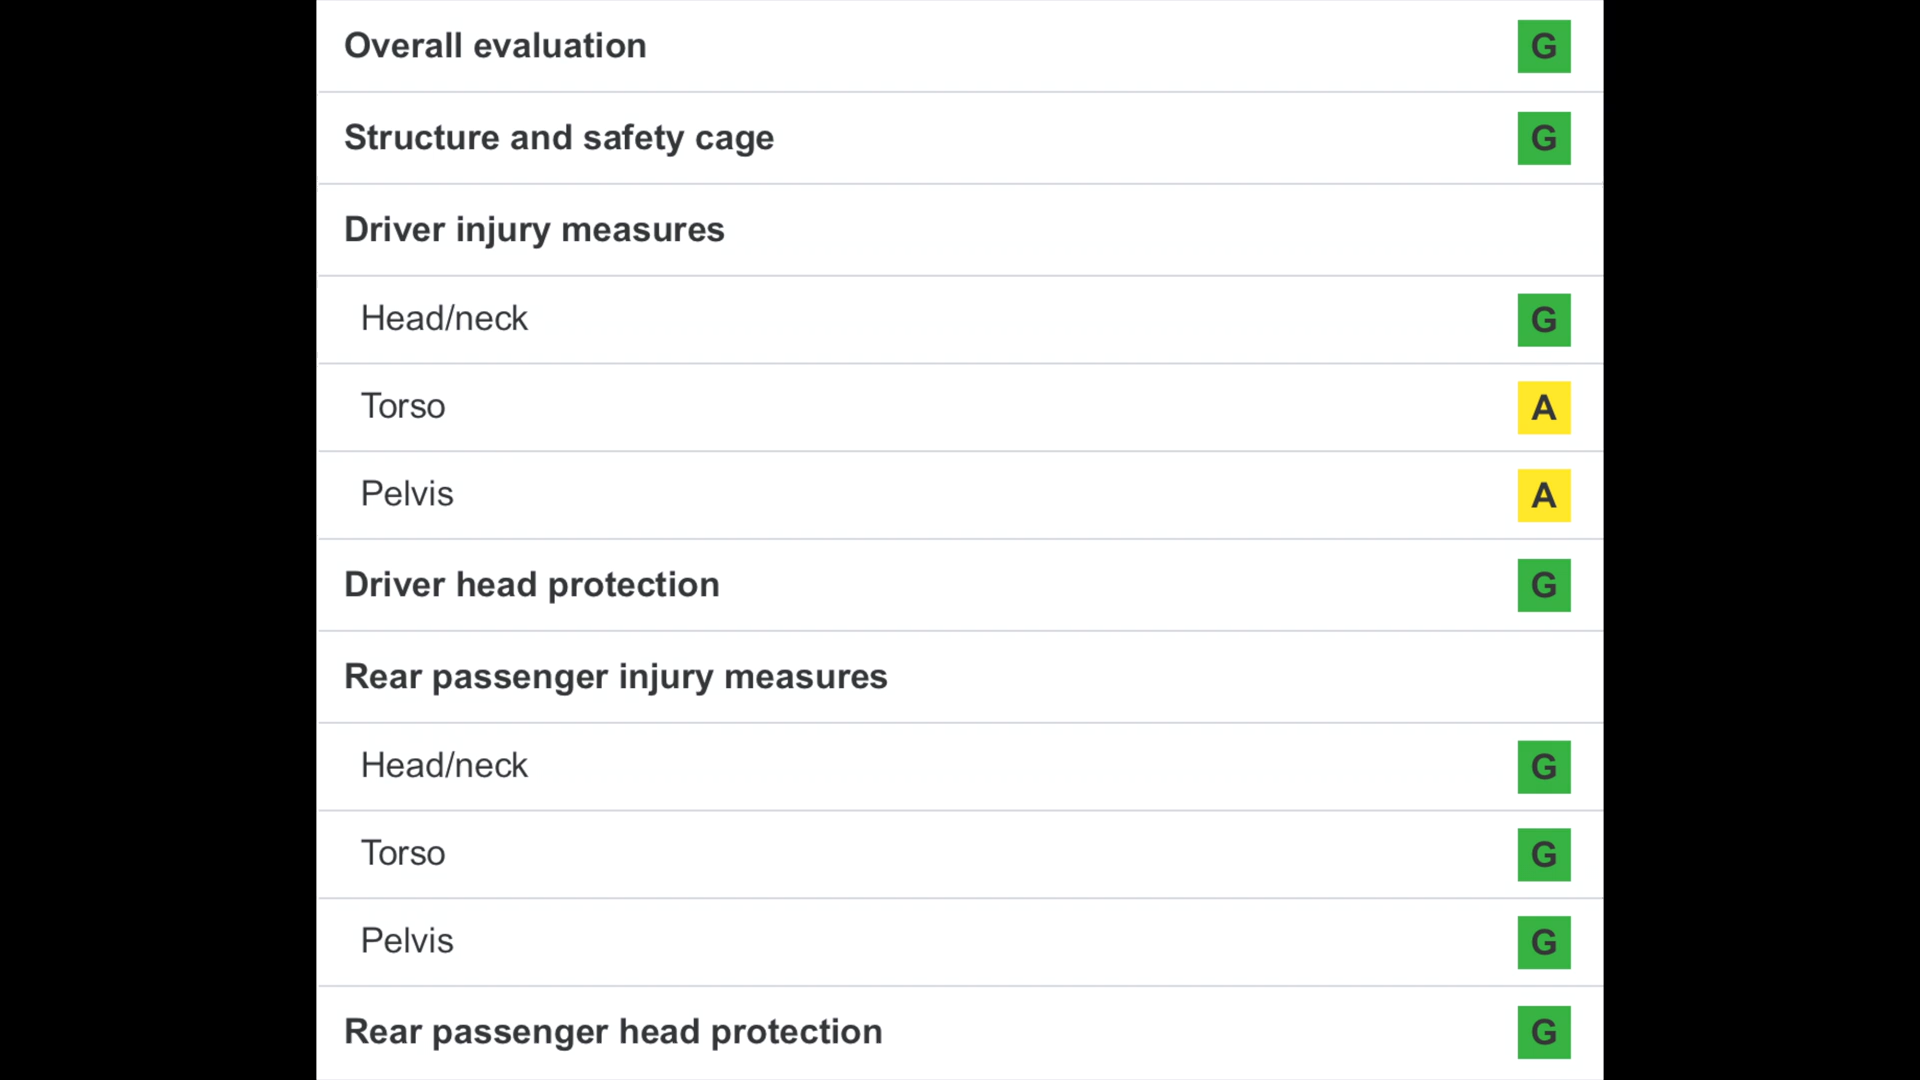 Overall evaluation G
Structure and safety cage G
Driver injury measures
Head/neck G
Torso A
Pelvis A
Driver head protection G
Rear passenger injury measures
Head/neck G
Torso G
Pelvis G
Rear passenger head protection G